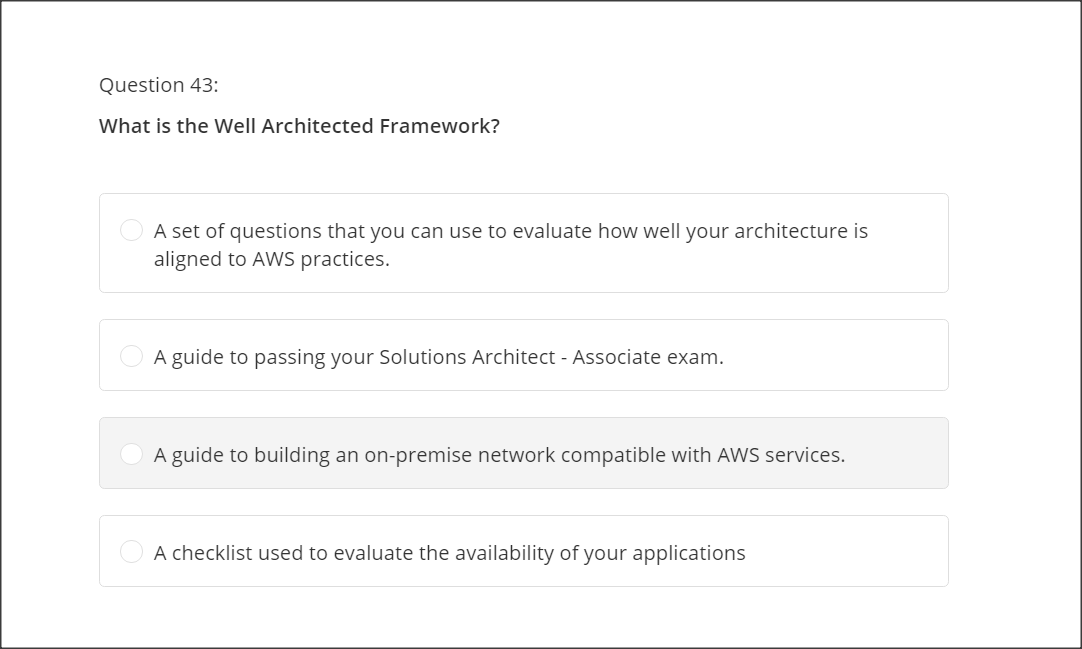 Question 43:
What is the Well Architected Framework?
A set of questions that you can use to evaluate how well your architecture is
aligned to AWS practices.
A guide to passing your Solutions Architect - Associate exam.
A guide to building an on-premise network compatible with AWS services.
A checklist used to evaluate the availability of your applications